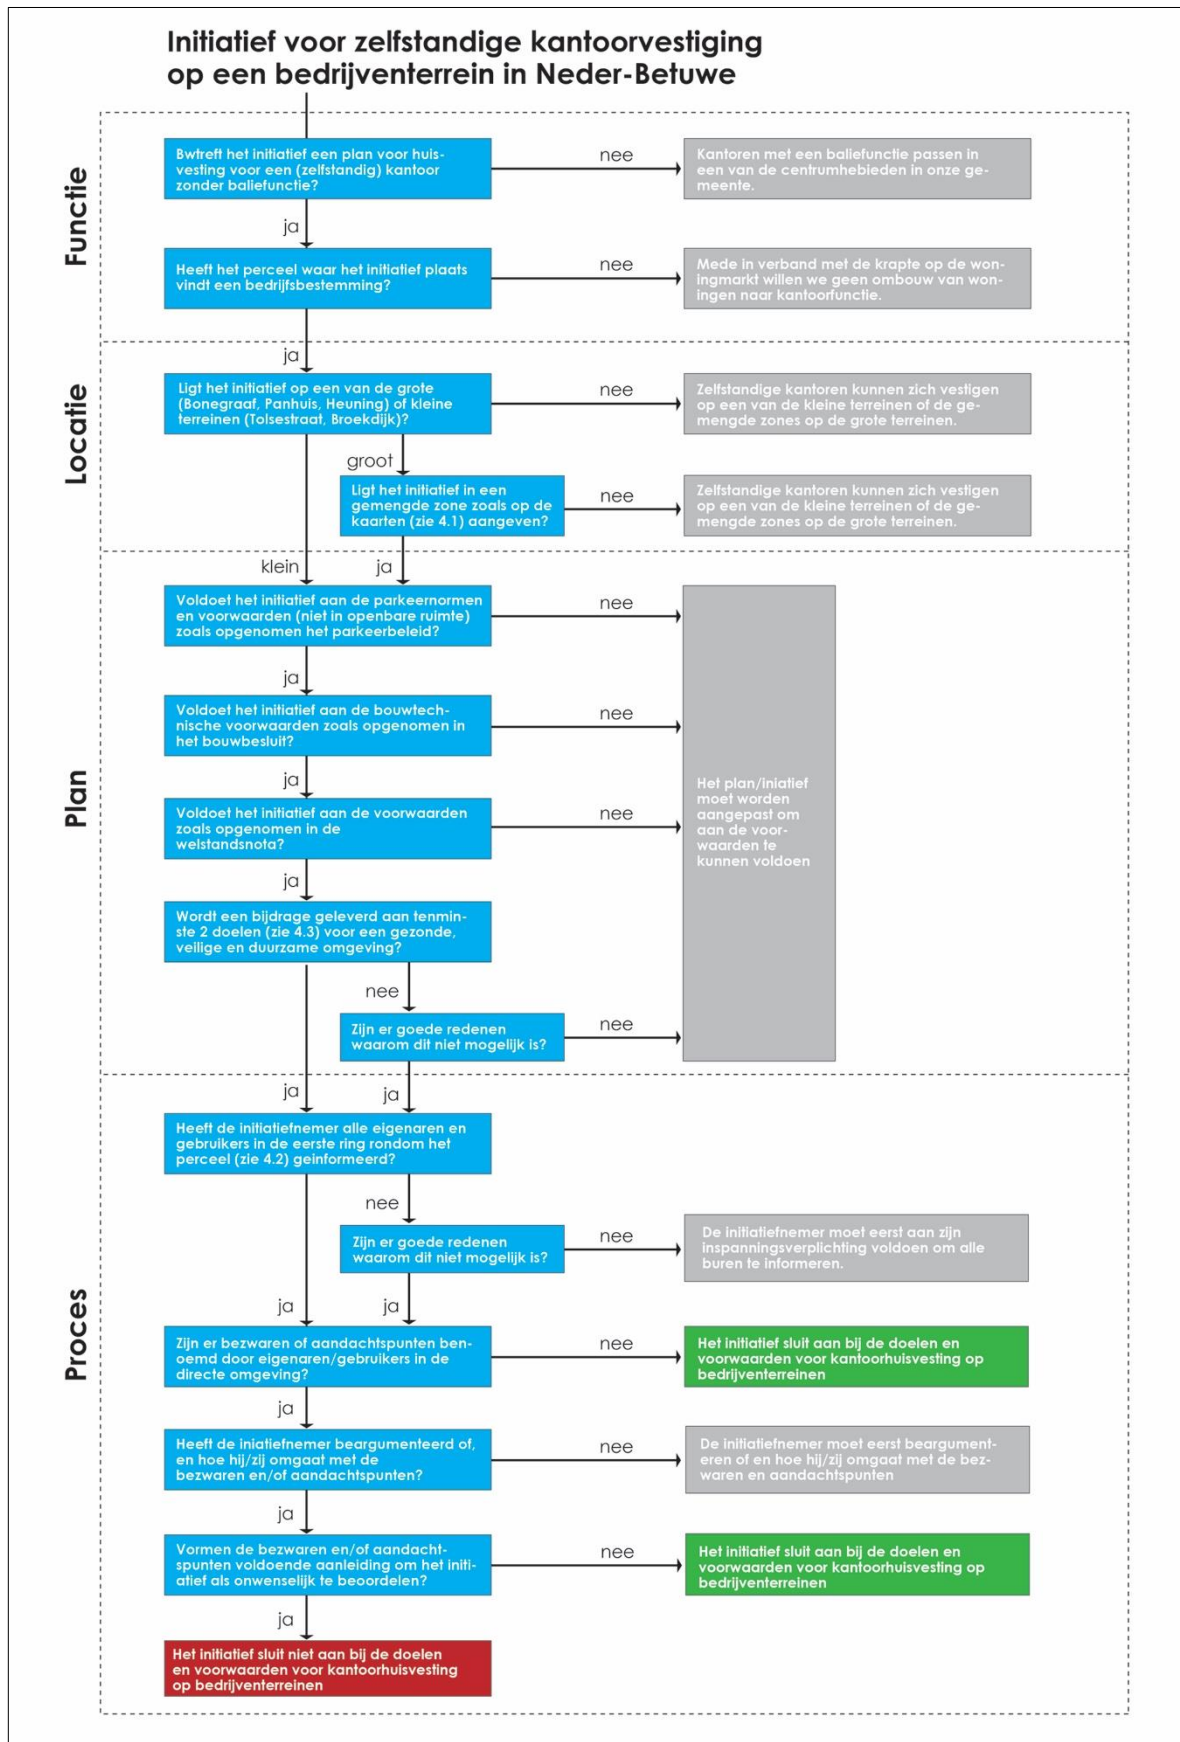 Initiatief voor zelfstandige kantoorvestiging
op een bedrijventerrein in Neder-Betuwe
Functie
Bwtreft het initiatief een plan voor huis-
vesting voor een (zelfstandig) kantoor
zonder baliefunctie?
nee
Kantoren met een baliefunctie passen in
een van de centrumhebieden in onze ge-
meente.
ja
Heeft het perceel waar het initiatief plaats
vindt een bedrijfsbestemming?
nee
Mede in verband met de krapte op de won-
ingmarkt willen we geen ombouw van won-
ingen naar kantoorfunctie.
ja
Locatie
Ligt het initiatief op een van de grote
(Bonegraaf, Panhuis, Heuning) of kleine
terreinen (Tolsestraat, Broekdijk)?
nee
Zelfstandige kantoren kunnen zich vestigen
op een van de kleine terreinen of de ge-
mengde zones op de grote terreinen.
groot
Ligt het initiatief in een
gemengde zone zoals op de
kaarten (zie 4.1) aangeven?
nee
Zelfstandige kantoren kunnen zich vestigen
op een van de kleine terreinen of de ge-
mengde zones op de grote terreinen.
klein
ja
Plan
Voldoet het initiatief aan de parkeernormen
en voorwaarden (niet in openbare ruimte)
zoals opgenomen het parkeerbeleid?
nee
ja
Voldoet het initiatief aan de bouwtech-
nische voorwaarden zoals opgenomen in
het bouwbesluit?
nee
ja
Het plan/iniatief
moet worden
aangepast om
aan de voor-
waarden te
kunnen voldoen
Voldoet het initiatief aan de voorwaarden
zoals opgenomen in de
welstandsnota?
nee
ja
Wordt een bijdrage geleverd aan tenmin-
ste 2 doelen (zie 4.3) voor een gezonde,
veilige en duurzame omgeving?
nee
Zijn er goede redenen
waarom dit niet mogelijk is?
nee
ja
ja
Proces
Heeft de initiatiefnemer alle eigenaren en
gebruikers in de eerste ring rondom het
perceel (zie 4.2) geinformeerd?
nee
Zijn er goede redenen
waarom dit niet mogelijk is?
nee
De initiatiefnemer moet eerst aan zijn
inspanningsverplichting voldoen om alle
buren te informeren.
ja
ja
Zijn er bezwaren of aandachtspunten ben-
oemd door eigenaren/gebruikers in de
directe omgeving?
nee
Het initiatief sluit aan bij de doelen en
voorwaarden voor kantoorhuisvesting op
bedrijventerreinen
ja
Heeft de iniatiefnemer beargumenteerd of,
en hoe hij/zij omgaat met de
bezwaren en/of aandachtspunten?
nee
De initiatiefnemer moet eerst beargument-
eren of en hoe hij/zij omgaat met de bez-
waren en aandachtspunten
ja
Vormen de bezwaren en/of aandacht-
spunten voldoende aanleiding om het initi-
atief als onwenselijk te beoordelen?
nee
Het initiatief sluit aan bij de doelen en
voorwaarden voor kantoorhuisvesting op
bedrijventerreinen
ja
Het initiatief sluit niet aan bij de doelen
en voorwaarden voor kantoorhuisvesting
op bedrijventerreinen